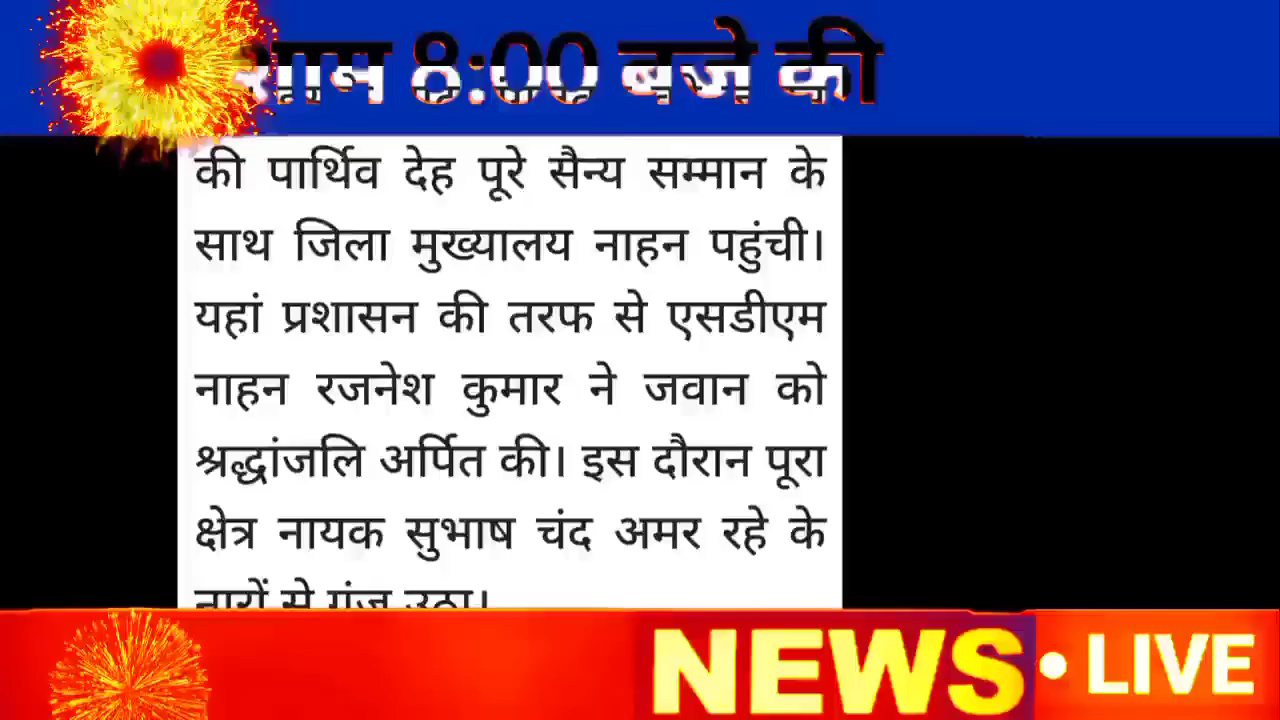 शाम 8:00 बजे की
की पार्थिव देह पूरे सैन्य सम्मान के
साथ जिला मुख्यालय नाहन पहुंची।
यहां प्रशासन की तरफ से एसडीएम
नाहन रजनेश कुमार ने जवान को
श्रद्धांजलि अर्पित की। इस दौरान पूरा
क्षेत्र नायक सुभाष चंद अमर रहे के
नारों से गूंज उठा।
NEWS • LIVE